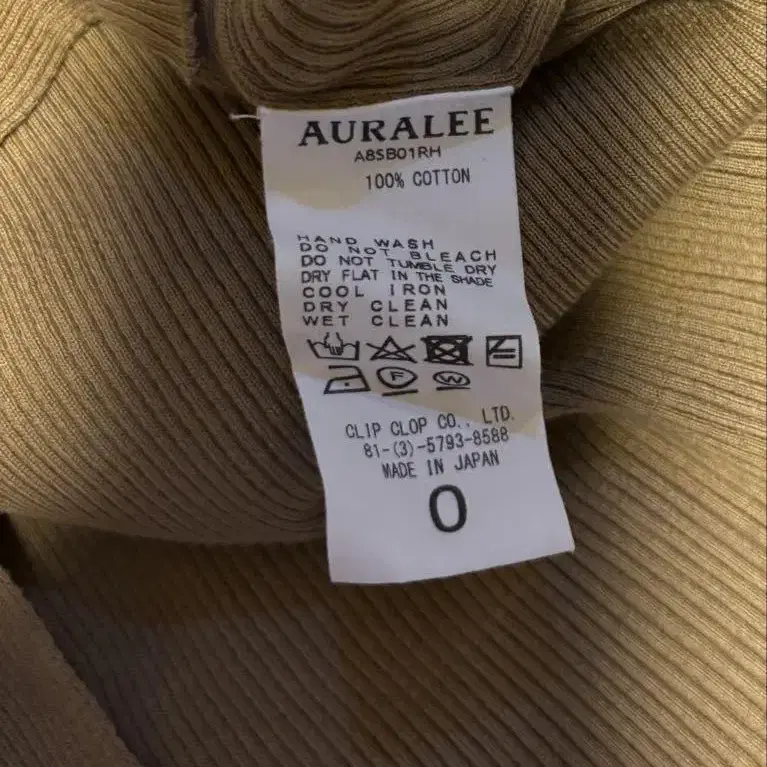 AURALEE
A8SB01RH
100% COTTON
HAND WASH
DO NOT BLEACH
DO NOT TUMBLE DRY
DRY FLAT IN THE SHADE
COOL IRON
DRY CLEAN
WET CLEAN
F W
CLIP CLOP CO., LTD.
81-(3)-5793-8588
MADE IN JAPAN
0